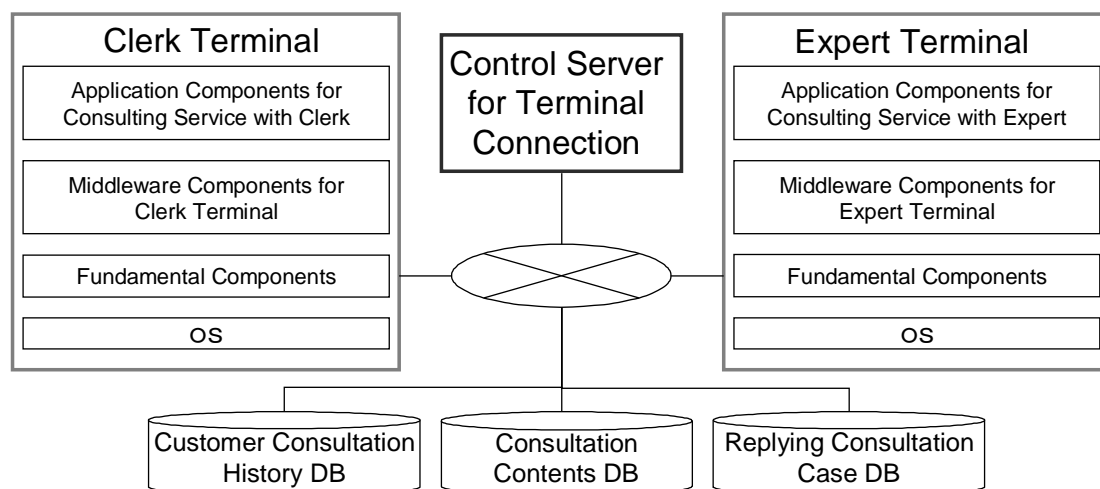 Clerk Terminal
Application Components for
Consulting Service with Clerk
Middleware Components for
Clerk Terminal
Fundamental Components
OS
Control Server
for Terminal
Connection
Expert Terminal
Application Components for
Consulting Service with Expert
Middleware Components for
Expert Terminal
Fundamental Components
OS
Customer Consultation
History DB
Consultation
Contents DB
Replying Consultation
Case DB